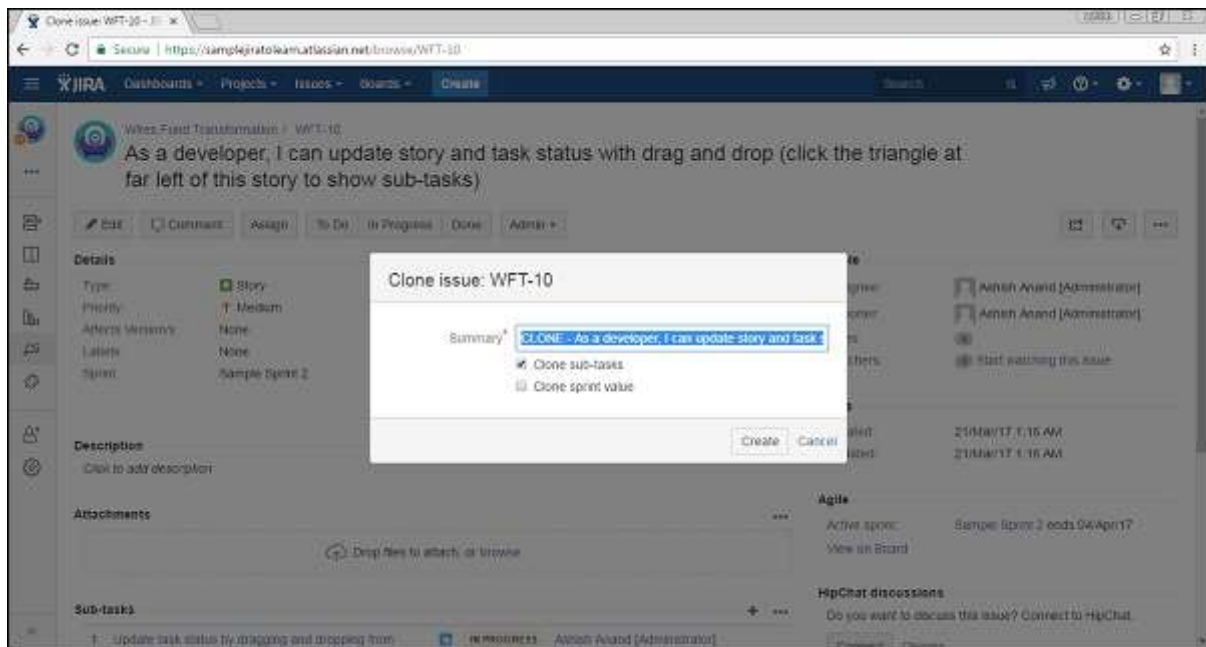 Clone issue: WFT-10 - JI
Secure | https://samplejiratolearn.atlassian.net/browse/WFT-10
JIRA Dashboards Projects Issues Boards Create Search
Wires Fund Transformation / WFT-10
As a developer, I can update story and task status with drag and drop (click the triangle at
far left of this story to show sub-tasks)
Edit Comment Assign To Do In Progress Done Admin
Details
Type: Story
Priority: Medium
Affects Version/s: None
Labels: None
Sprint: Sample Sprint 2
Ashish Anand [Administrator]
Ashish Anand [Administrator]
Start watching this issue
Clone issue: WFT-10
Summary* CLONE - As a developer, I can update story and task s
Clone sub-tasks
Clone sprint value
Create Cancel
21/Mar/17 1:16 AM
21/Mar/17 1:16 AM
Description
Click to add description
Attachments
Drop files to attach, or browse
Agile
Active sprint: Sample Sprint 2 ends 04/Apr/17
View on Board
HipChat discussions
Do you want to discuss this issue? Connect to HipChat.
Connect Dismiss
Sub-tasks
Update task status by dragging and dropping from IN PROGRESS Ashish Anand [Administrator]